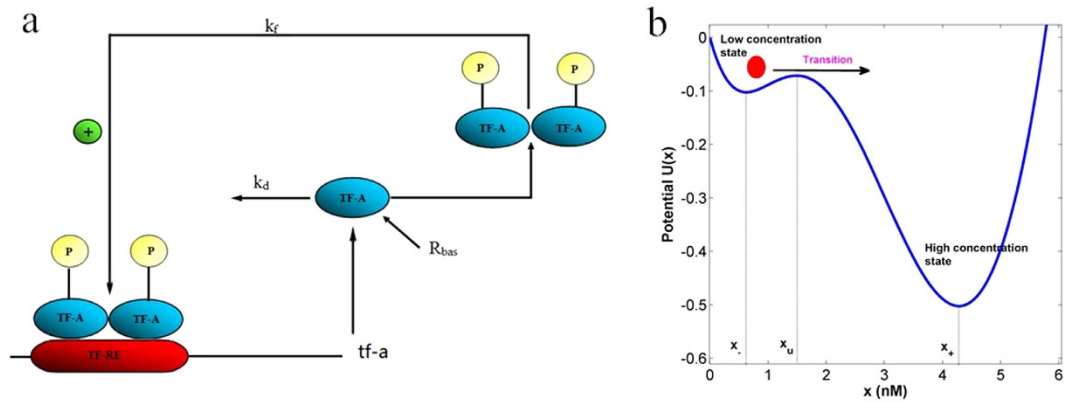 a
k_f
P
P
TF-A
TF-A
+
k_d
TF-A
R_bas
P
P
TF-A
TF-A
TF-RE
tf-a
b
Low concentration
state
Transition
High concentration
state
0
-0.1
-0.2
-0.3
-0.4
-0.5
-0.6
Potential U(x)
x_-
x_u
x_+
0
1
2
3
4
5
6
x (nM)